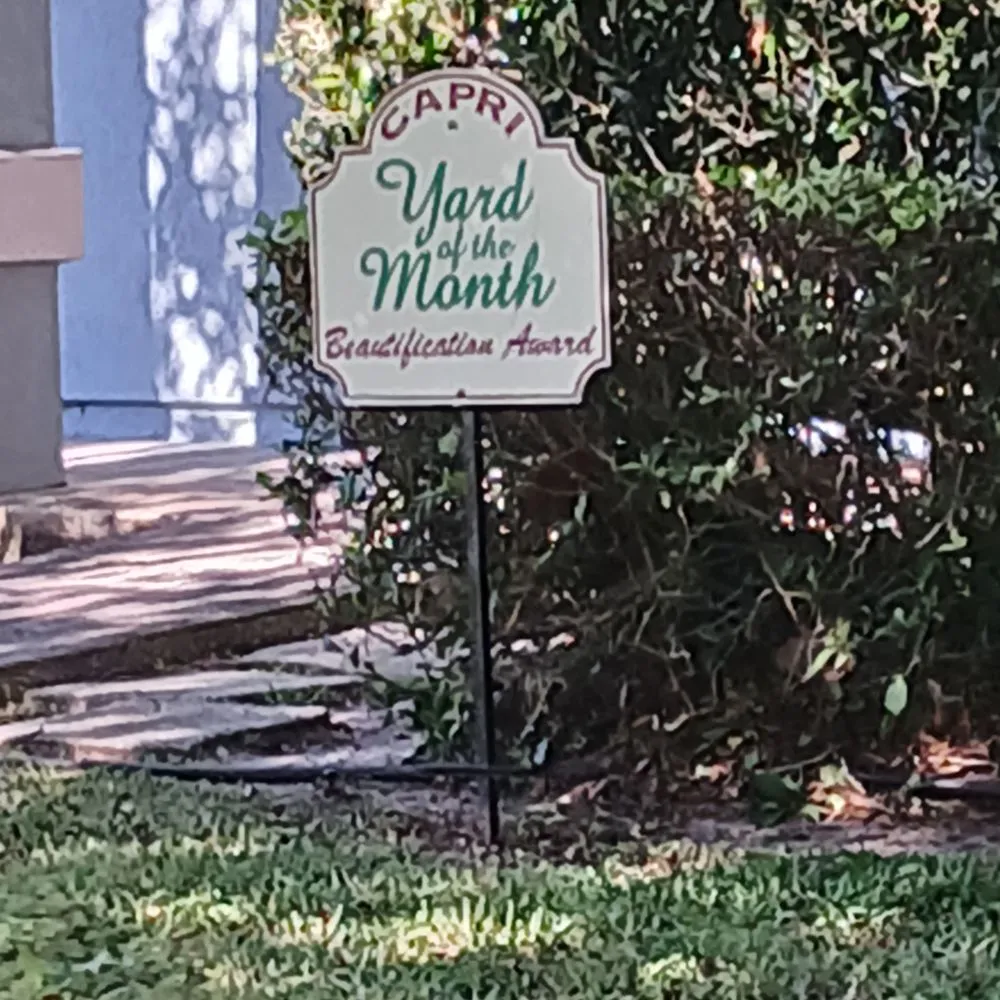 CAPRI
Yard
of the
Month
Beautification Award